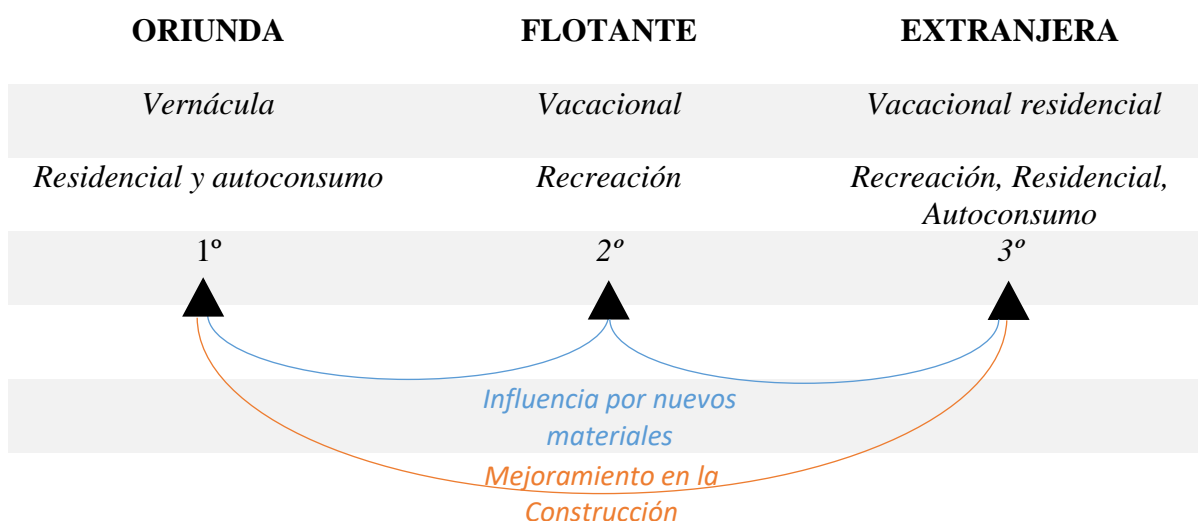 ORIUNDA FLOTANTE EXTRANJERA
Vernácula Vacacional Vacacional residencial
Residencial y autoconsumo Recreación Recreación, Residencial,
Autoconsumo
1º 2º 3º
Influencia por nuevos
materiales
Mejoramiento en la
Construcción